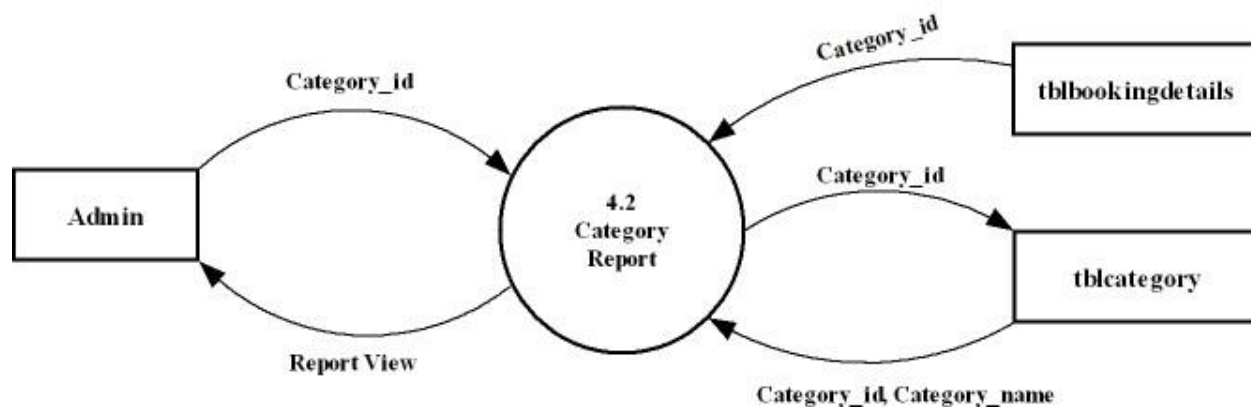 Category_id
tblbookingdetails
Category_id
Admin
4.2
Category
Report
Category_id
tblcategory
Report View
Category_id, Category_name